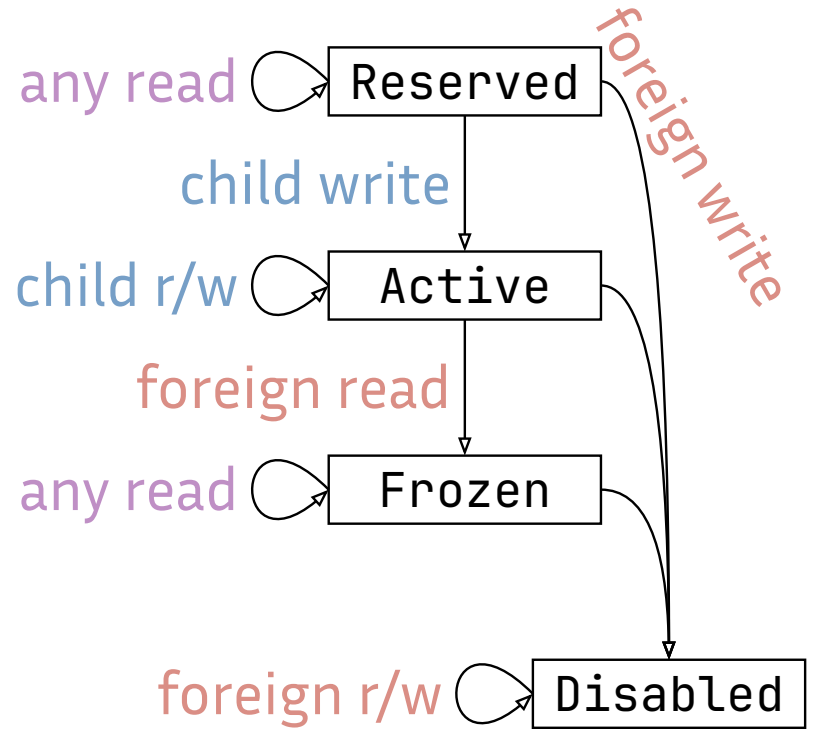 any read
Reserved
foreign write
child write
child r/w
Active
foreign read
any read
Frozen
foreign r/w
Disabled